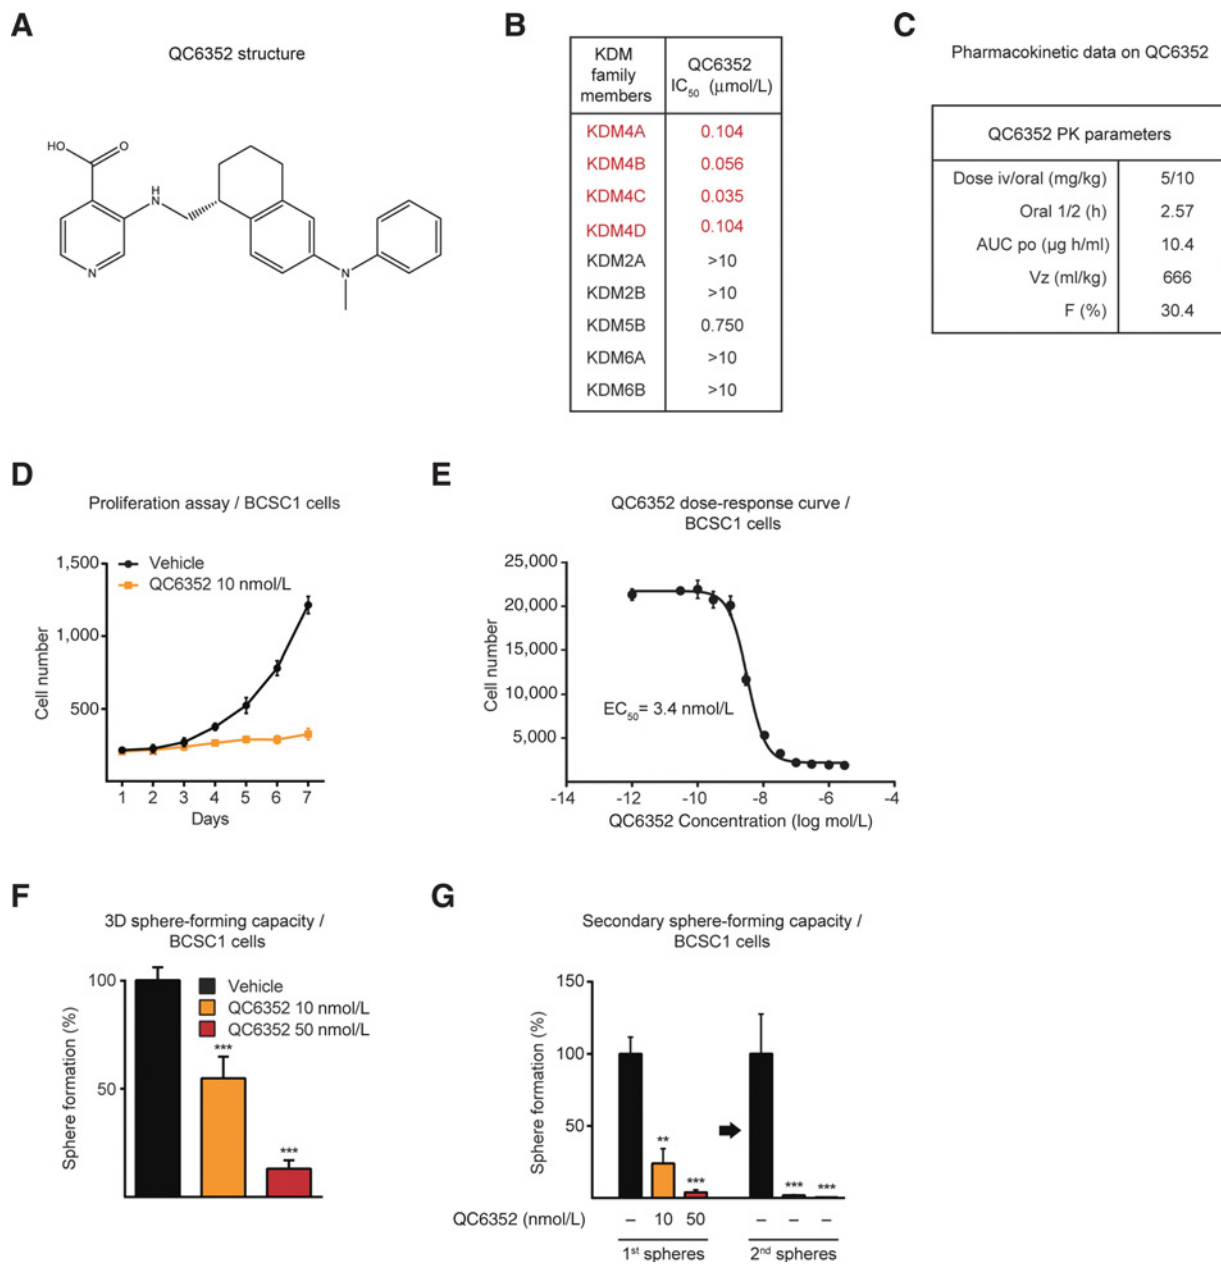 A
QC6352 structure
HO
O
H
N
N
N
B
KDM
family
members
QC6352
IC50 (μmol/L)
KDM4A 0.104
KDM4B 0.056
KDM4C 0.035
KDM4D 0.104
KDM2A >10
KDM2B >10
KDM5B 0.750
KDM6A >10
KDM6B >10
C
Pharmacokinetic data on QC6352
QC6352 PK parameters
Dose iv/oral (mg/kg) 5/10
Oral 1/2 (h) 2.57
AUC po (μg h/ml) 10.4
Vz (ml/kg) 666
F (%) 30.4
D
Proliferation assay / BCSC1 cells
Vehicle
QC6352 10 nmol/L
1,500
1,000
500
Cell number
1 2 3 4 5 6 7
Days
E
QC6352 dose-response curve /
BCSC1 cells
25,000
20,000
15,000
10,000
5,000
Cell number
EC50= 3.4 nmol/L
-14 -12 -10 -8 -6 -4
QC6352 Concentration (log mol/L)
F
3D sphere-forming capacity /
BCSC1 cells
100
50
Sphere formation (%)
Vehicle
QC6352 10 nmol/L
QC6352 50 nmol/L
***
***
G
Secondary sphere-forming capacity /
BCSC1 cells
150
100
50
Sphere formation (%)
**
***
***
***
QC6352 (nmol/L) – 10 50 – – –
1st spheres 2nd spheres